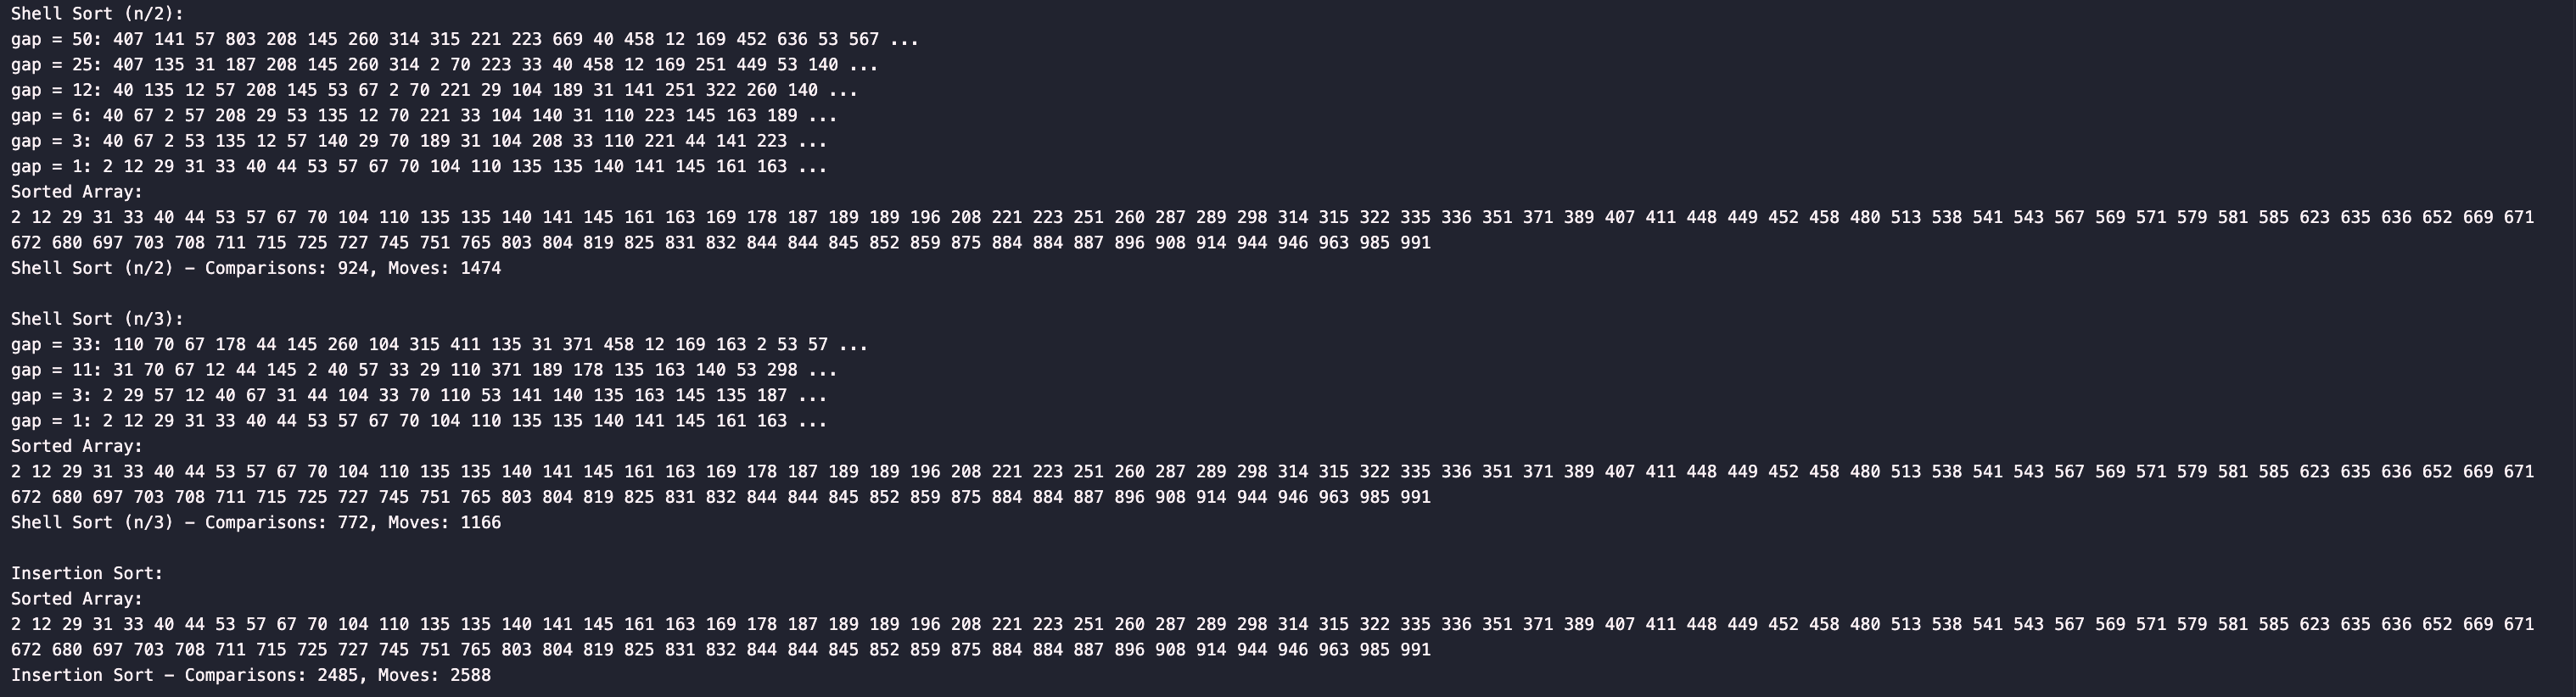 Shell Sort (n/2):
gap = 50: 407 141 57 803 208 145 260 314 315 221 223 669 40 458 12 169 452 636 53 567 ...
gap = 25: 407 135 31 187 208 145 260 314 2 70 223 33 40 458 12 169 251 449 53 140 ...
gap = 12: 40 135 12 57 208 145 53 67 2 70 221 29 104 189 31 141 251 322 260 140 ...
gap = 6: 40 67 2 57 208 29 53 135 12 70 221 33 104 140 31 110 223 145 163 189 ...
gap = 3: 40 67 2 53 135 12 57 140 29 70 189 31 104 208 33 110 221 44 141 223 ...
gap = 1: 2 12 29 31 33 40 44 53 57 67 70 104 110 135 135 140 141 145 161 163 ...
Sorted Array:
2 12 29 31 33 40 44 53 57 67 70 104 110 135 135 140 141 145 161 163 169 178 187 189 189 196 208 221 223 251 260 287 289 298 314 315 322 335 336 351 371 389 407 411 448 449 452 458 480 513 538 541 543 567 569 571 579 581 585 623 635 636 652 669 671
672 680 697 703 708 711 715 725 727 745 751 765 803 804 819 825 831 832 844 844 845 852 859 875 884 884 887 896 908 914 944 946 963 985 991
Shell Sort (n/2) – Comparisons: 924, Moves: 1474
Shell Sort (n/3):
gap = 33: 110 70 67 178 44 145 260 104 315 411 135 31 371 458 12 169 163 2 53 57 ...
gap = 11: 31 70 67 12 44 145 2 40 57 33 29 110 371 189 178 135 163 140 53 298 ...
gap = 3: 2 29 57 12 40 67 31 44 104 33 70 110 53 141 140 135 163 145 135 187 ...
gap = 1: 2 12 29 31 33 40 44 53 57 67 70 104 110 135 135 140 141 145 161 163 ...
Sorted Array:
2 12 29 31 33 40 44 53 57 67 70 104 110 135 135 140 141 145 161 163 169 178 187 189 189 196 208 221 223 251 260 287 289 298 314 315 322 335 336 351 371 389 407 411 448 449 452 458 480 513 538 541 543 567 569 571 579 581 585 623 635 636 652 669 671
672 680 697 703 708 711 715 725 727 745 751 765 803 804 819 825 831 832 844 844 845 852 859 875 884 884 887 896 908 914 944 946 963 985 991
Shell Sort (n/3) – Comparisons: 772, Moves: 1166
Insertion Sort:
Sorted Array:
2 12 29 31 33 40 44 53 57 67 70 104 110 135 135 140 141 145 161 163 169 178 187 189 189 196 208 221 223 251 260 287 289 298 314 315 322 335 336 351 371 389 407 411 448 449 452 458 480 513 538 541 543 567 569 571 579 581 585 623 635 636 652 669 671
672 680 697 703 708 711 715 725 727 745 751 765 803 804 819 825 831 832 844 844 845 852 859 875 884 884 887 896 908 914 944 946 963 985 991
Insertion Sort – Comparisons: 2485, Moves: 2588